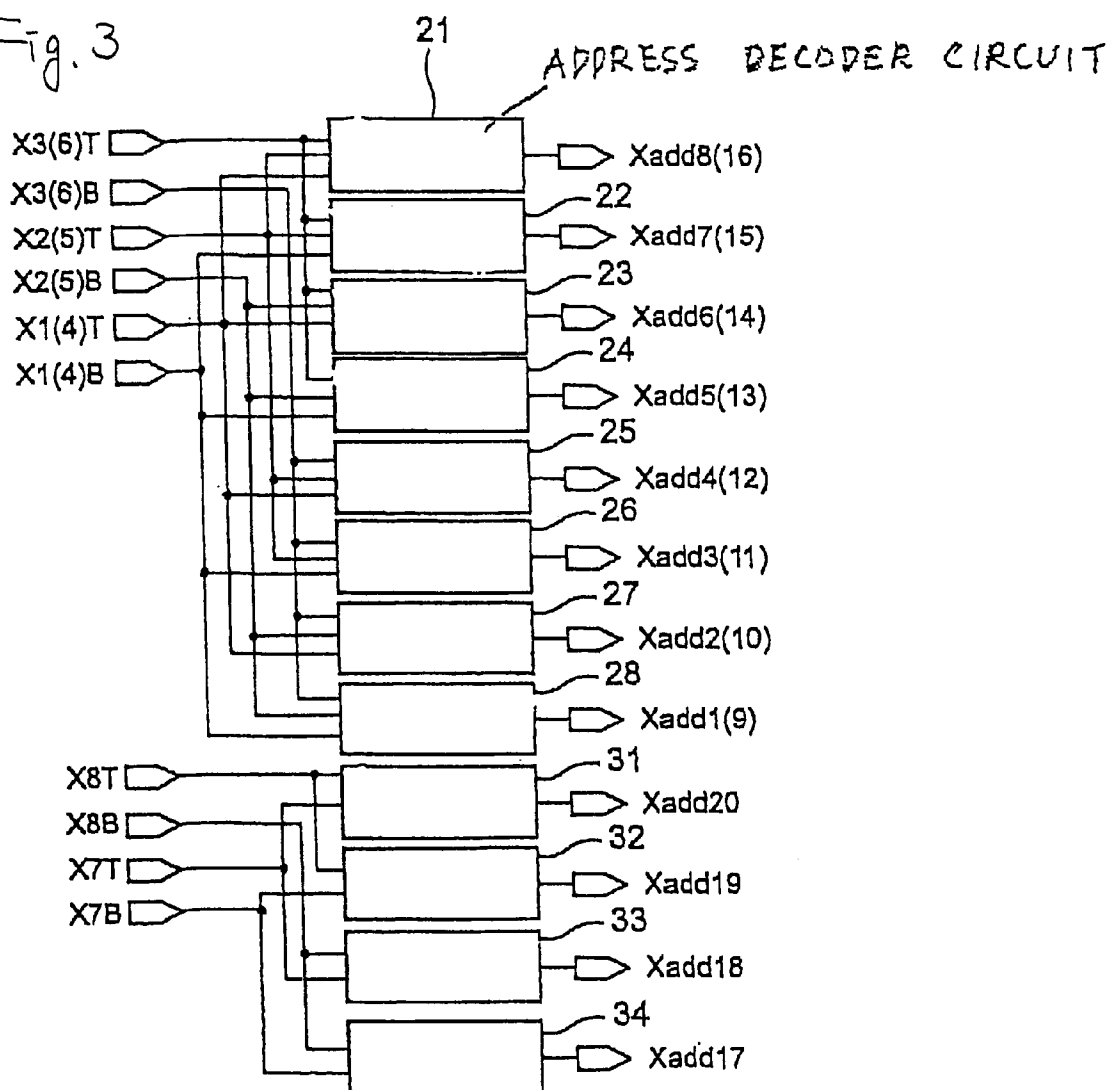 Fig. 3
21
ADDRESS DECODER CIRCUIT
X3(6)T
Xadd8(16)
X3(6)B
22
X2(5)T
Xadd7(15)
X2(5)B
23
X1(4)T
Xadd6(14)
24
X1(4)B
Xadd5(13)
25
Xadd4(12)
26
Xadd3(11)
27
Xadd2(10)
28
Xadd1(9)
31
X8T
Xadd20
X8B
32
X7T
Xadd19
X7B
33
Xadd18
34
Xadd17